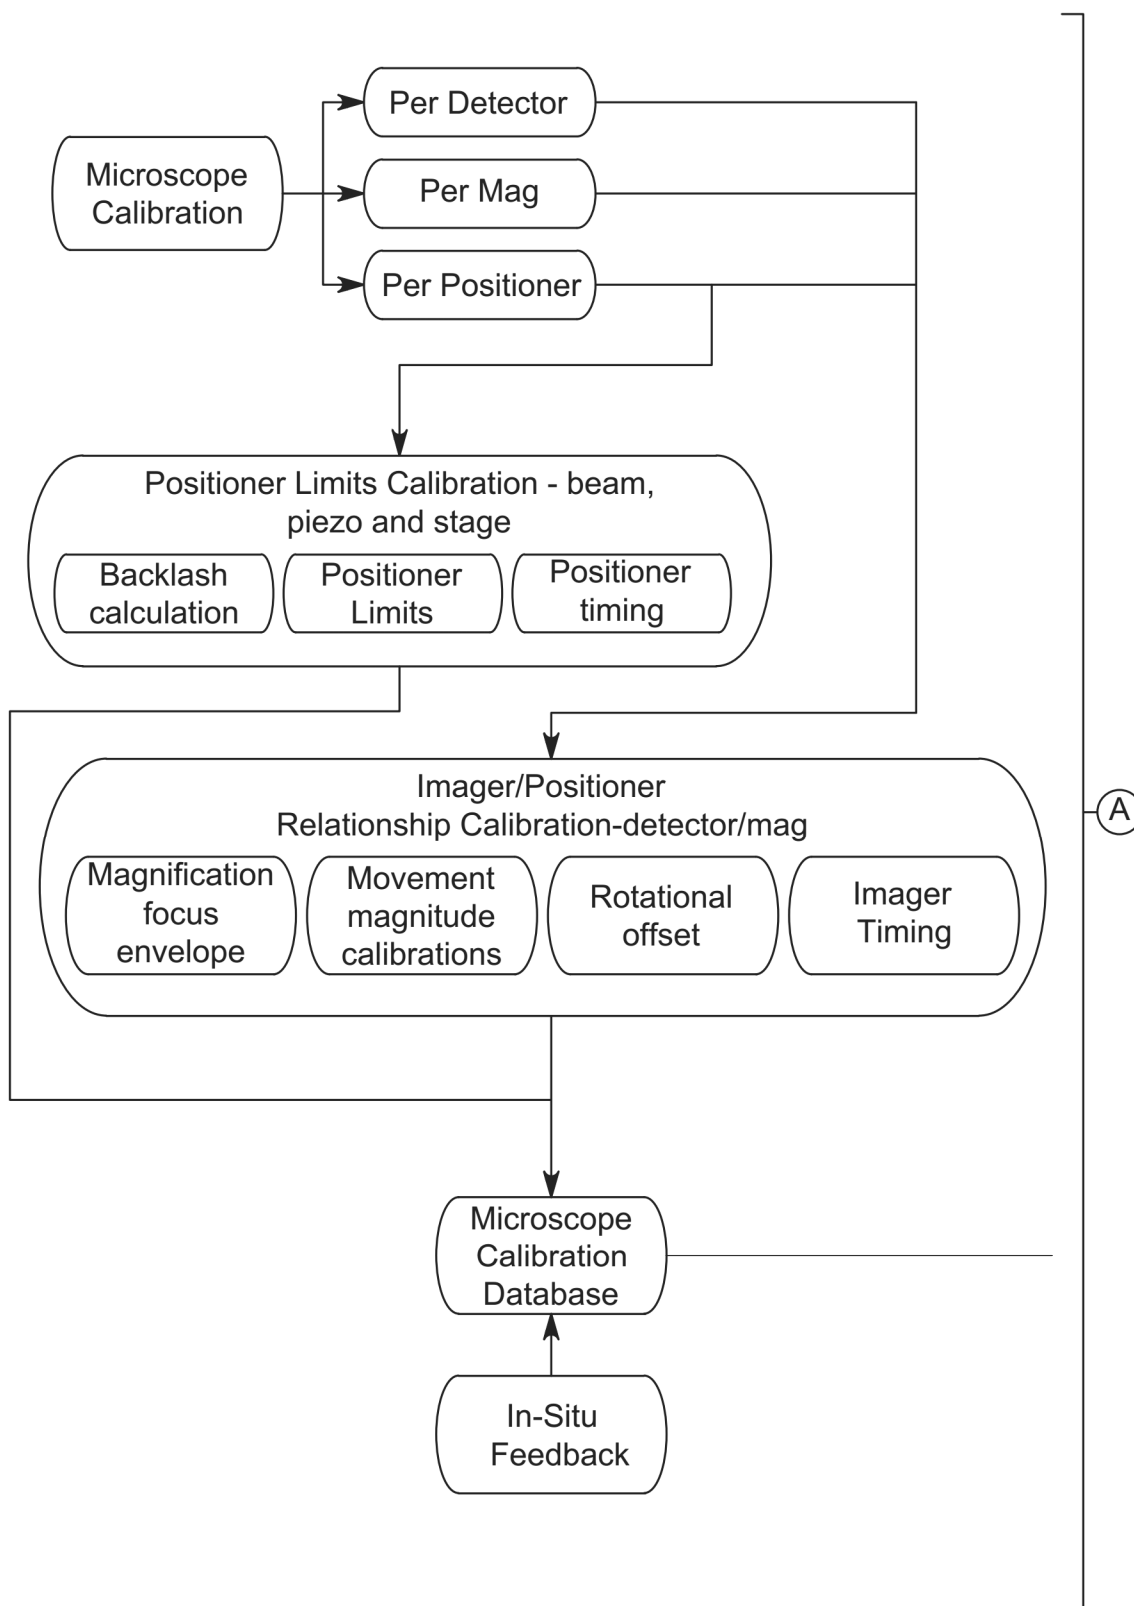 Per Detector
Microscope
Calibration
Per Mag
Per Positioner
Positioner Limits Calibration - beam,
piezo and stage
Backlash
calculation
Positioner
Limits
Positioner
timing
Imager/Positioner
Relationship Calibration-detector/mag
Magnification
focus
envelope
Movement
magnitude
calibrations
Rotational
offset
Imager
Timing
A
Microscope
Calibration
Database
In-Situ
Feedback